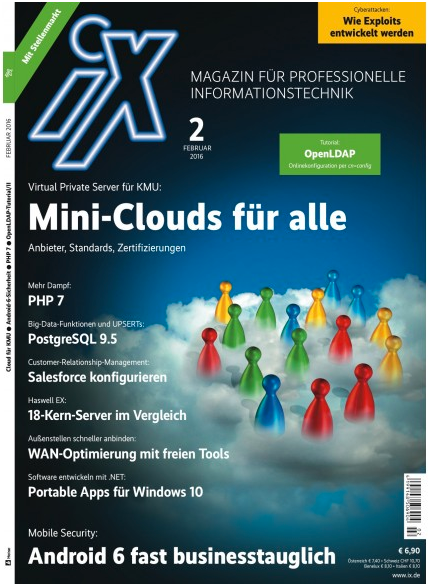 Mit Stellenmarkt
Cyberattacken:
Wie Exploits
entwickelt werden
iX
MAGAZIN FÜR PROFESSIONELLE
INFORMATIONSTECHNIK
2
FEBRUAR
2016
Tutorial:
OpenLDAP
Onlinekonfiguration per cn=config
Virtual Private Server für KMU:
Mini-Clouds für alle
Anbieter, Standards, Zertifizierungen
Mehr Dampf:
PHP 7
Big-Data-Funktionen und UPSERTs:
PostgreSQL 9.5
Customer-Relationship-Management:
Salesforce konfigurieren
Haswell EX:
18-Kern-Server im Vergleich
Außenstellen schneller anbinden:
WAN-Optimierung mit freien Tools
Software entwickeln mit .NET:
Portable Apps für Windows 10
Mobile Security:
Android 6 fast businesstauglich
€ 6,90
Österreich € 7,40 • Schweiz CHF 10,70
Benelux € 8,10 • Italien € 8,10
www.ix.de
iX
FEBRUAR 2016
Cloud für KMU ● Android-6-Sicherheit ● PHP 7 ● OpenLDAP-Tutorial/II
Heise